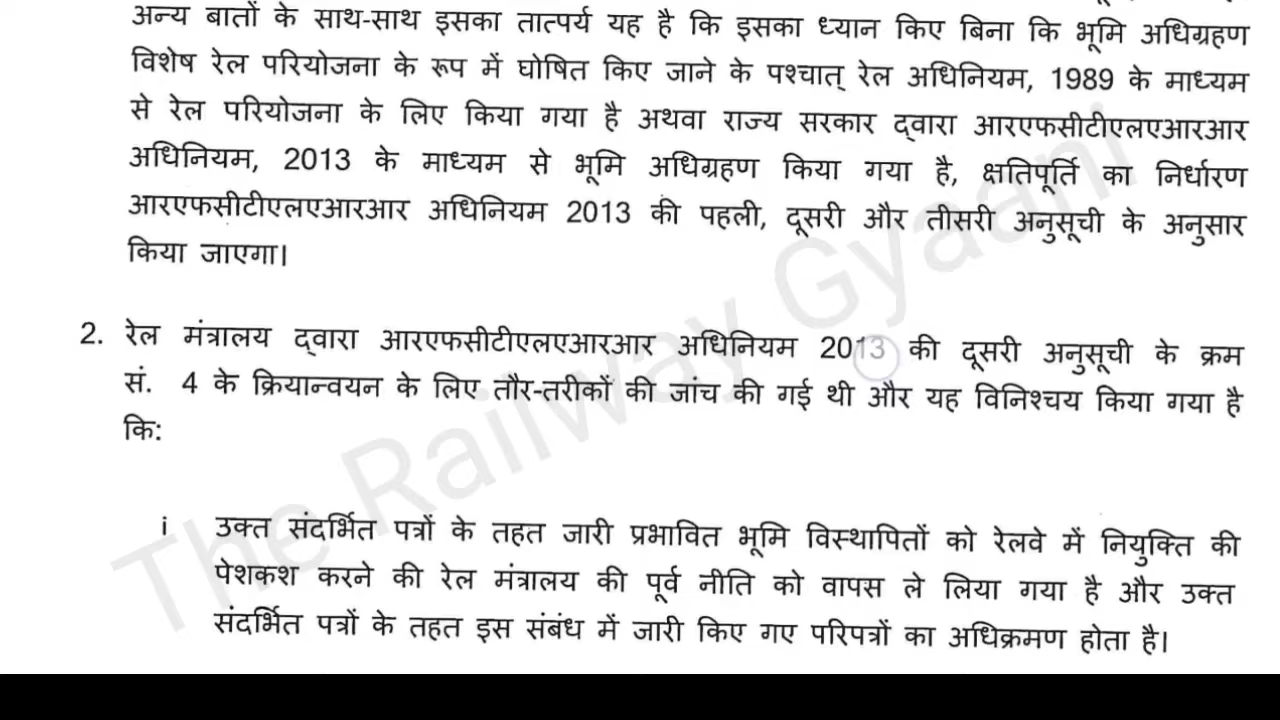 अन्य बातों के साथ-साथ इसका तात्पर्य यह है कि इसका ध्यान किए बिना कि भूमि अधिग्रहण
विशेष रेल परियोजना के रूप में घोषित किए जाने के पश्चात् रेल अधिनियम, 1989 के माध्यम
से रेल परियोजना के लिए किया गया है अथवा राज्य सरकार द्वारा आरएफसीटीएलएआरआर
अधिनियम, 2013 के माध्यम से भूमि अधिग्रहण किया गया है, क्षतिपूर्ति का निर्धारण
आरएफसीटीएलएआरआर अधिनियम 2013 की पहली, दूसरी और तीसरी अनुसूची के अनुसार
किया जाएगा।
2. रेल मंत्रालय द्वारा आरएफसीटीएलएआरआर अधिनियम 2013 की दूसरी अनुसूची के क्रम
सं. 4 के क्रियान्वयन के लिए तौर-तरीकों की जांच की गई थी और यह विनिश्चय किया गया है
कि:
i उक्त संदर्भित पत्रों के तहत जारी प्रभावित भूमि विस्थापितों को रेलवे में नियुक्ति की
पेशकश करने की रेल मंत्रालय की पूर्व नीति को वापस ले लिया गया है और उक्त
संदर्भित पत्रों के तहत इस संबंध में जारी किए गए परिपत्रों का अधिक्रमण होता है।
The Railway Gyaani